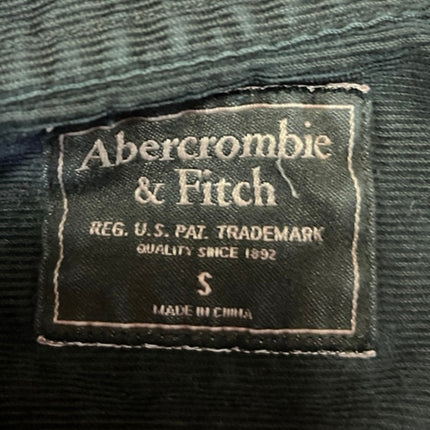 Abercrombie
& Fitch
REG. U.S. PAT. TRADEMARK
QUALITY SINCE 1892
S
MADE IN CHINA